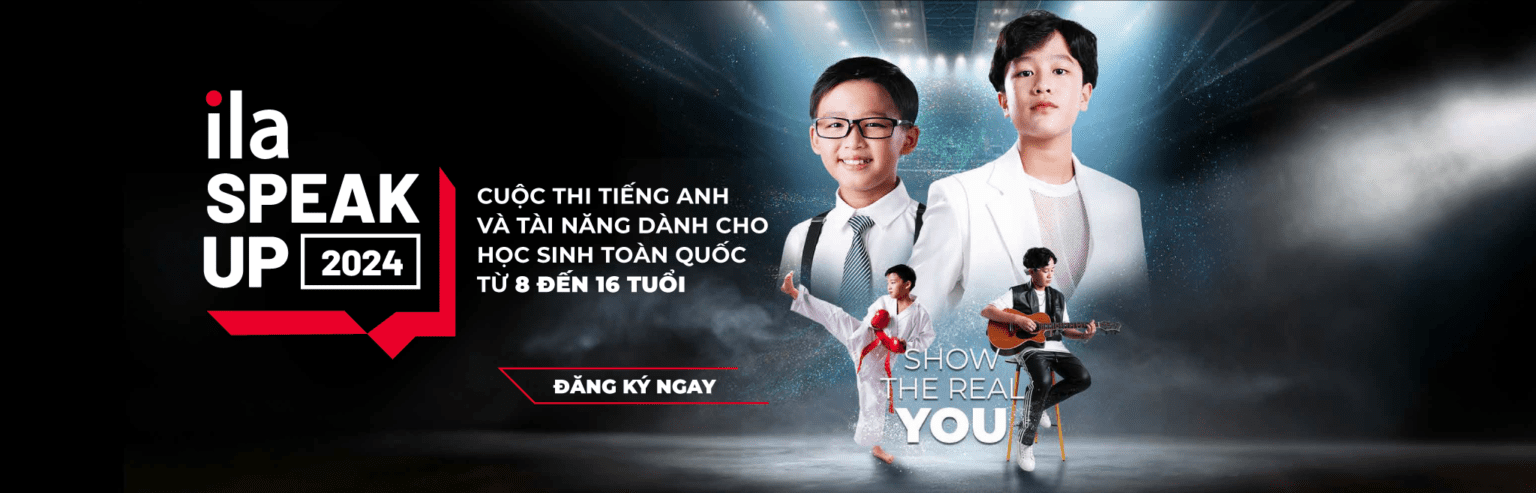 ila
SPEAK
UP 2024
CUỘC THI TIẾNG ANH
VÀ TÀI NĂNG DÀNH CHO
HỌC SINH TOÀN QUỐC
TỪ 8 ĐẾN 16 TUỔI
ĐĂNG KÝ NGAY
SHOW
THE REAL
YOU